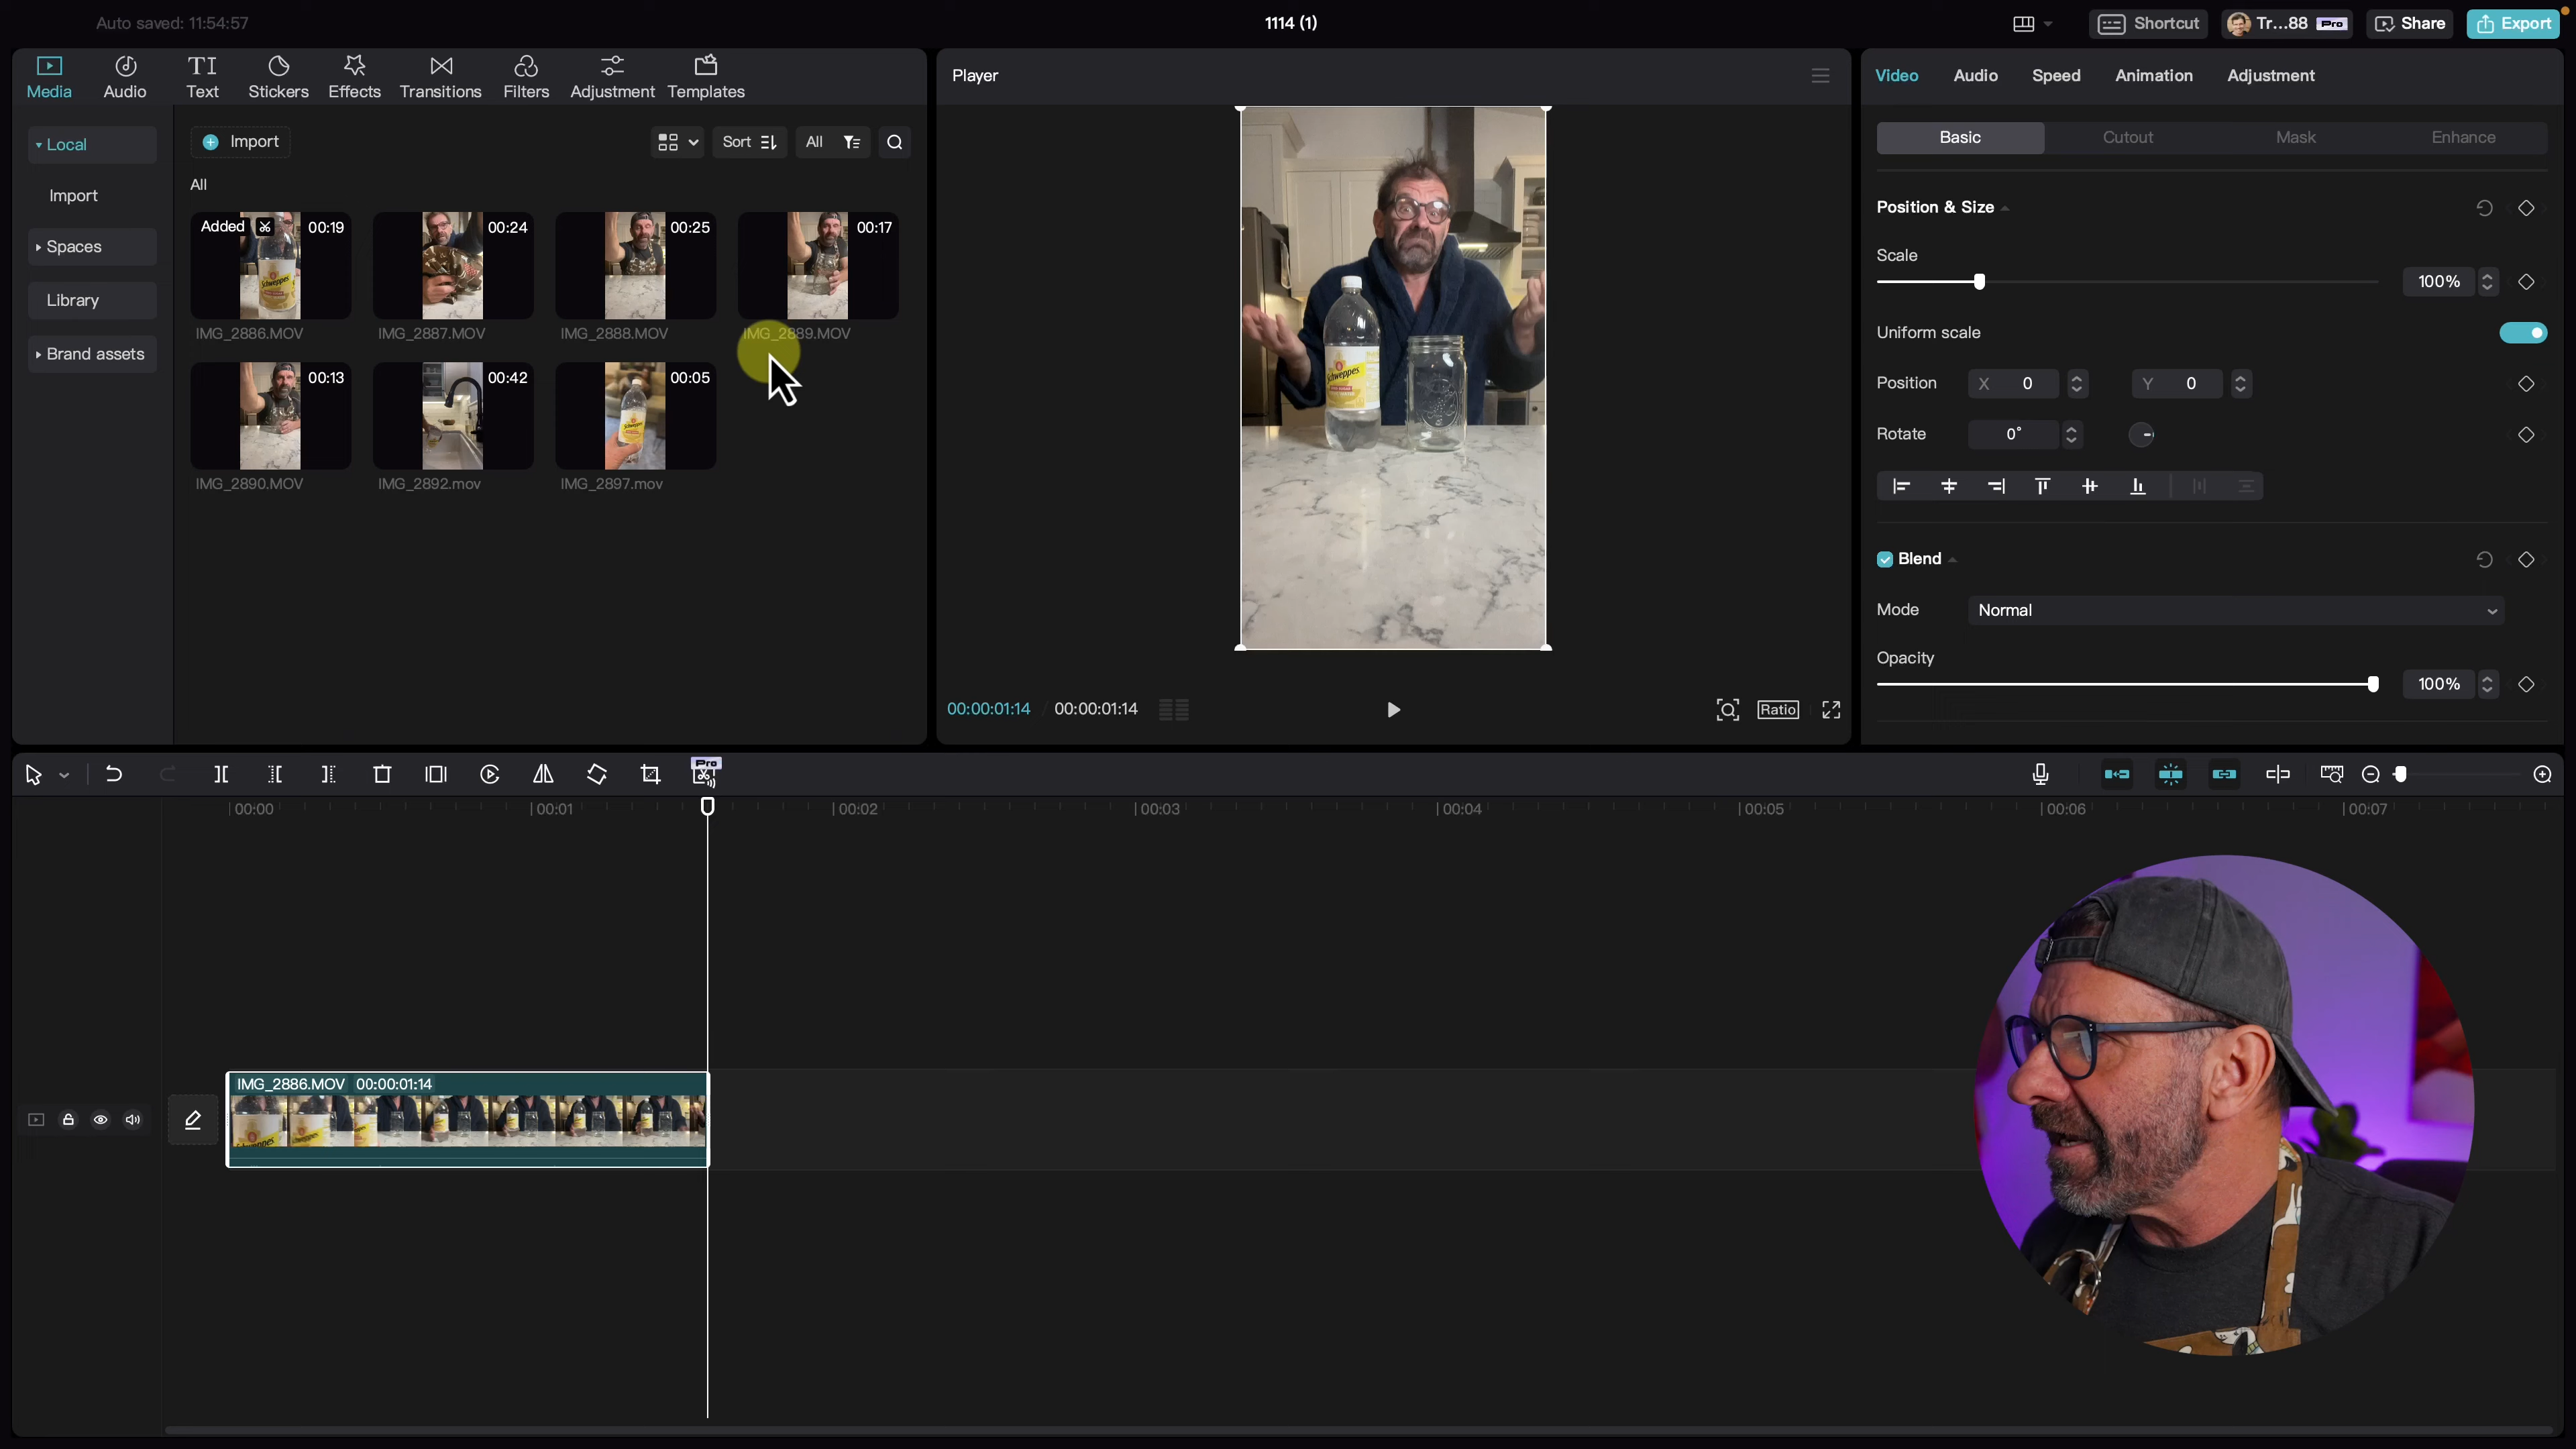 Auto saved: 11:54:57
1114 (1)
Shortcut
Tr...88
Pro
Share
Export
Media
Audio
Text
Stickers
Effects
Transitions
Filters
Adjustment
Templates
Local
Import
Spaces
Library
Brand assets
Import
Sort
All
All
Added
00:19
00:24
00:25
00:17
IMG_2886.MOV
IMG_2887.MOV
IMG_2888.MOV
IMG_2889.MOV
00:13
00:42
00:05
IMG_2890.MOV
IMG_2892.mov
IMG_2897.mov
Player
Schweppes
00:00:01:14
00:00:01:14
Ratio
Video
Audio
Speed
Animation
Adjustment
Basic
Cutout
Mask
Enhance
Position & Size
Scale
100%
Uniform scale
Position
X 0
Y 0
Rotate
0°
Blend
Mode
Normal
Opacity
100%
Pro
00:00
00:01
00:02
00:03
00:04
00:05
00:06
00:07
IMG_2886.MOV 00:00:01:14